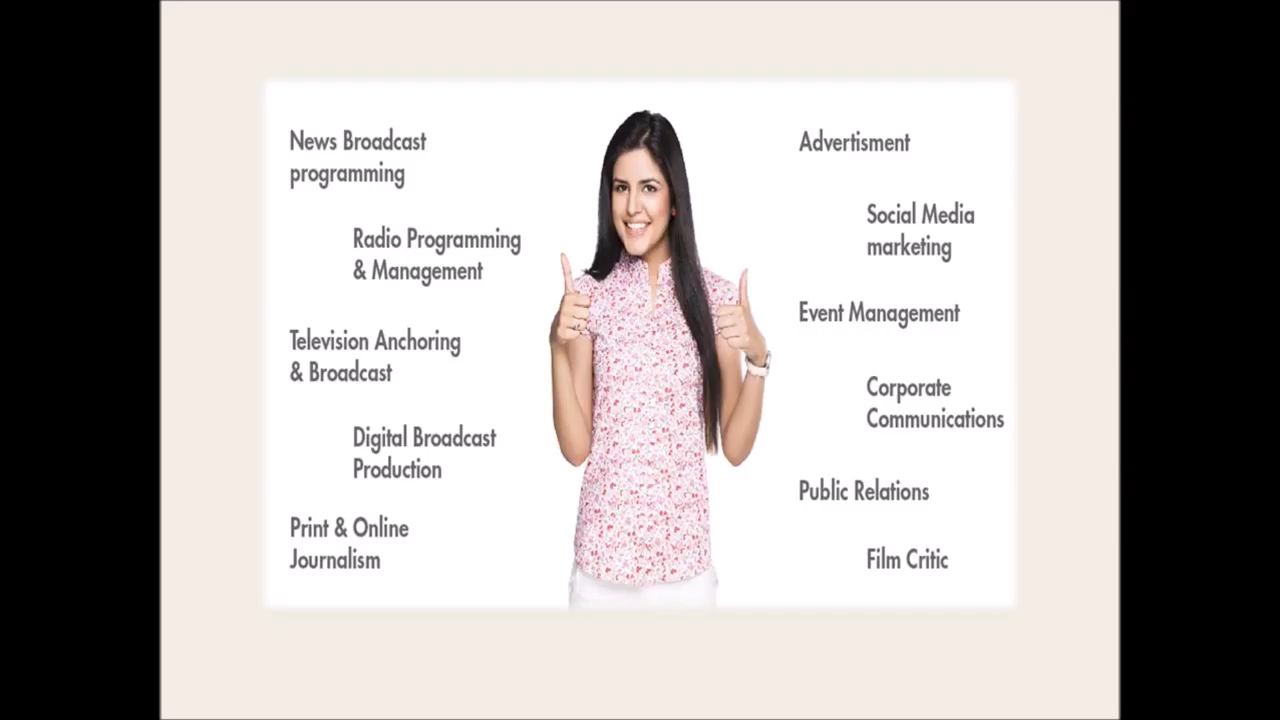 News Broadcast
programming
Radio Programming
& Management
Television Anchoring
& Broadcast
Digital Broadcast
Production
Print & Online
Journalism
Advertisment
Social Media
marketing
Event Management
Corporate
Communications
Public Relations
Film Critic